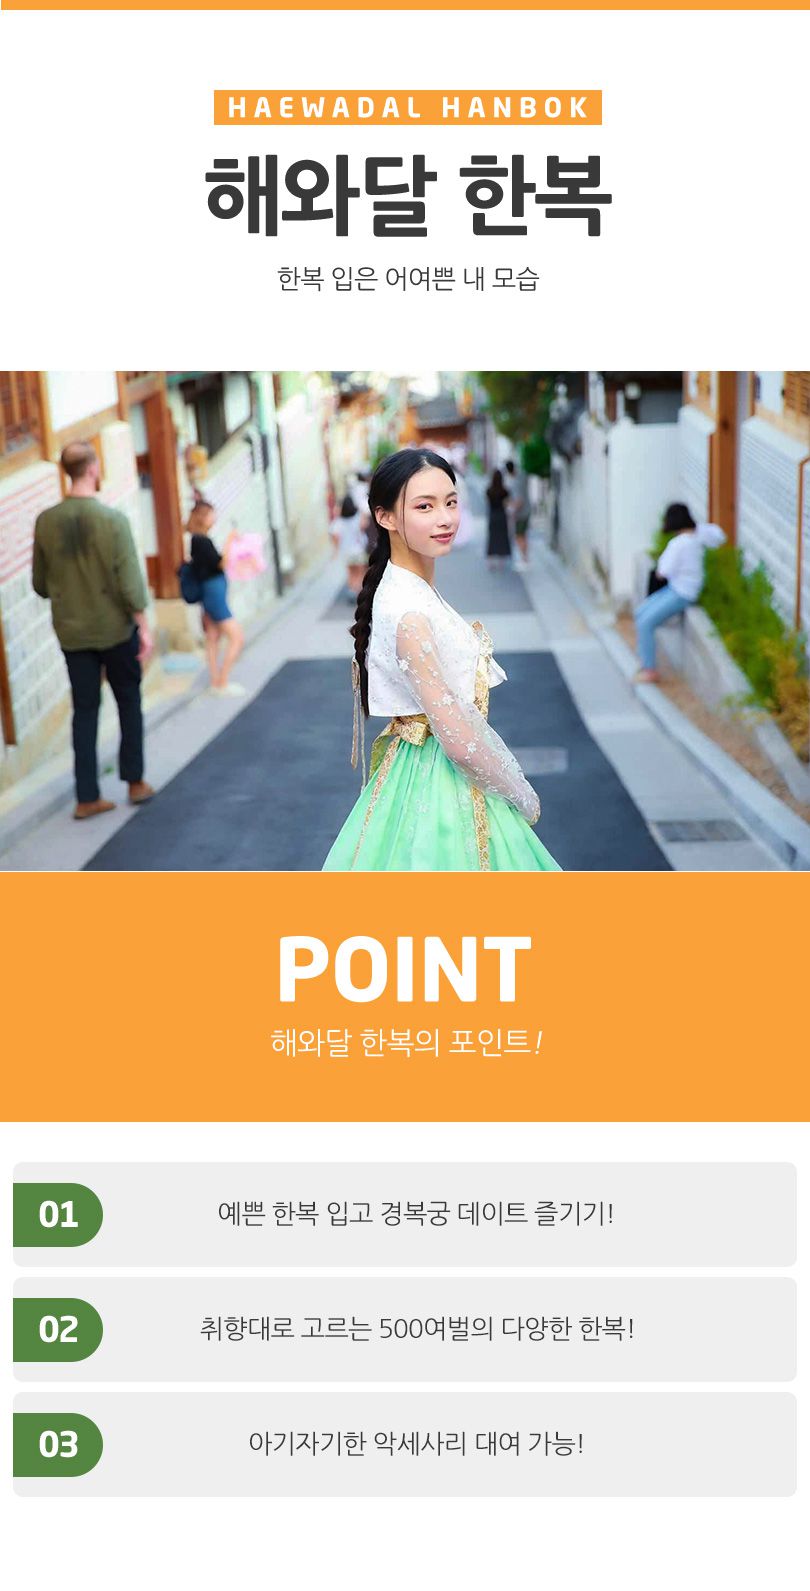 HAEWADAL HANBOK
해와달 한복
한복 입은 어여쁜 내 모습
POINT
해와달 한복의 포인트!
01
예쁜 한복 입고 경복궁 데이트 즐기기!
02
취향대로 고르는 500여벌의 다양한 한복!
03
아기자기한 악세사리 대여 가능!